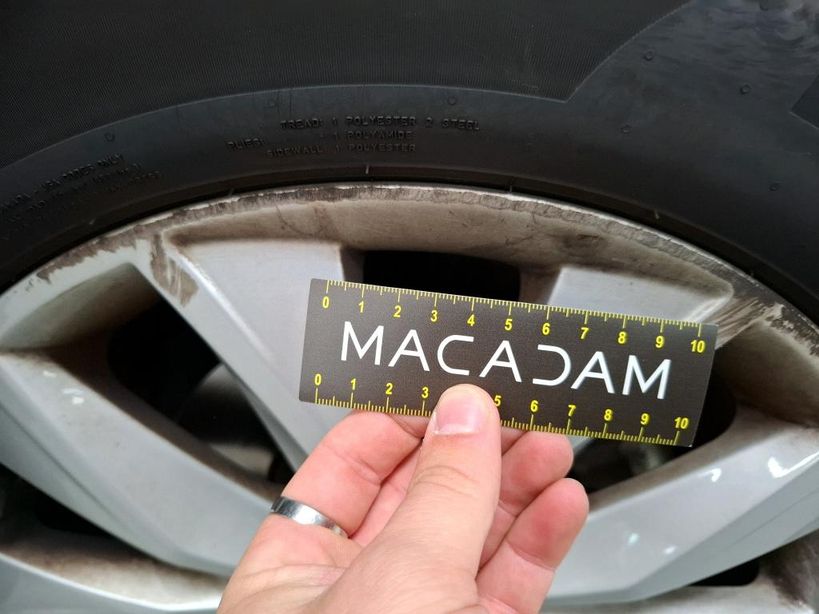 TREAD: 1 POLYESTER 2 STEEL
PLIES - 1 POLYAMIDE
SIDEWALL 1 POLYESTER
0 1 2 3 4 5 6 7 8 9 10
MACADAM
0 1 2 3 5 6 7 8 9 10